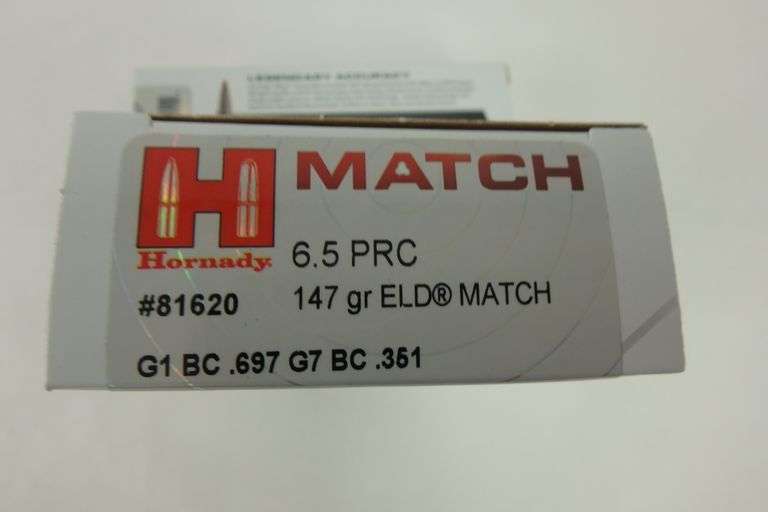 LEGENDARY ACCURACY
H MATCH
Hornady
6.5 PRC
#81620
147 gr ELD® MATCH
G1 BC .697 G7 BC .351